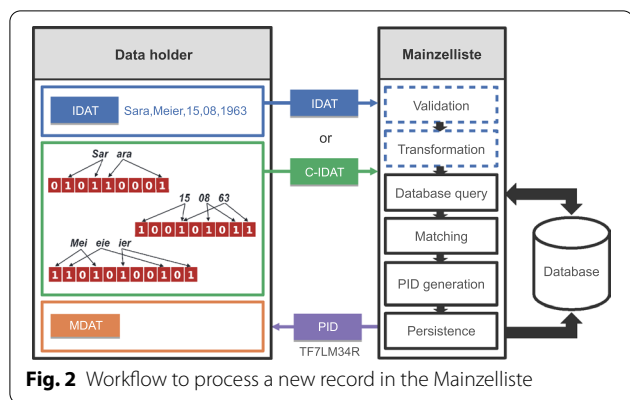 Data holder
Mainzelliste
IDAT Sara,Meier,15,08,1963
IDAT
Validation
or
Transformation
Sar ara
0 1 0 1 1 0 0 0 1
C-IDAT
Database query
15 08 63
1 0 0 1 0 1 0 1 1
Matching
Mei eie ier
1 1 0 1 0 1 0 0 1 0 1
Database
PID generation
MDAT
PID
TF7LM34R
Persistence
Fig. 2 Workflow to process a new record in the Mainzelliste